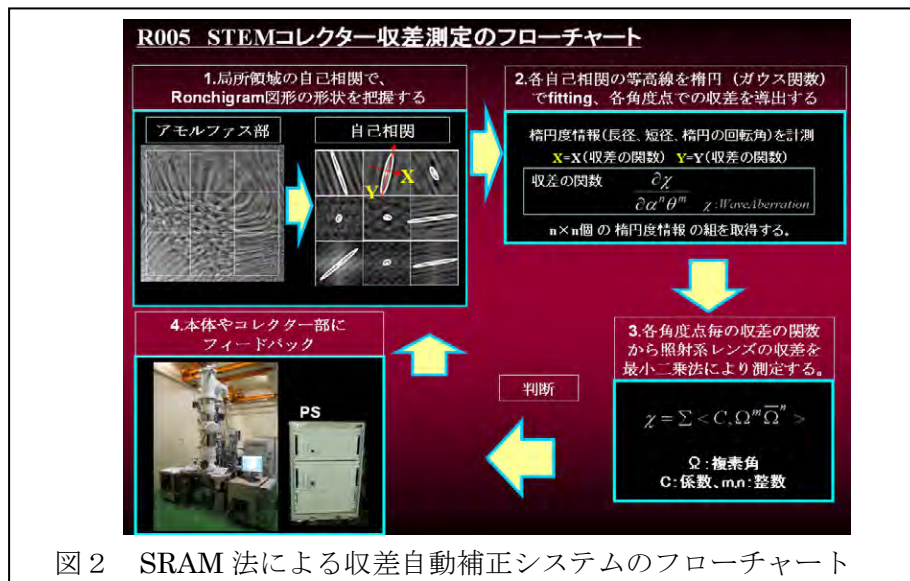 R005 STEMコレクター収差測定のフローチャート
1.局所領域の自己相関で、
Ronchigram図形の形状を把握する
アモルファス部
自己相関
X
Y
2.各自己相関の等高線を楕円（ガウス関数）
でfitting、各角度点での収差を導出する
楕円度情報(長径、短径、楕円の回転角)を計測
X=X(収差の関数) Y=Y(収差の関数)
収差の関数 ∂χ/∂α^nθ^m χ:WaveAberration
n×n個 の 楕円度情報 の組を取得する。
3.各角度点毎の収差の関数
から照射系レンズの収差を
最小二乗法により測定する。
χ=Σ<C,Ω^m Ω̅^n>
Ω:複素角
C:係数、m,n:整数
判断
4.本体やコレクター部に
フィードバック
PS
図２ SRAM 法による収差自動補正システムのフローチャート